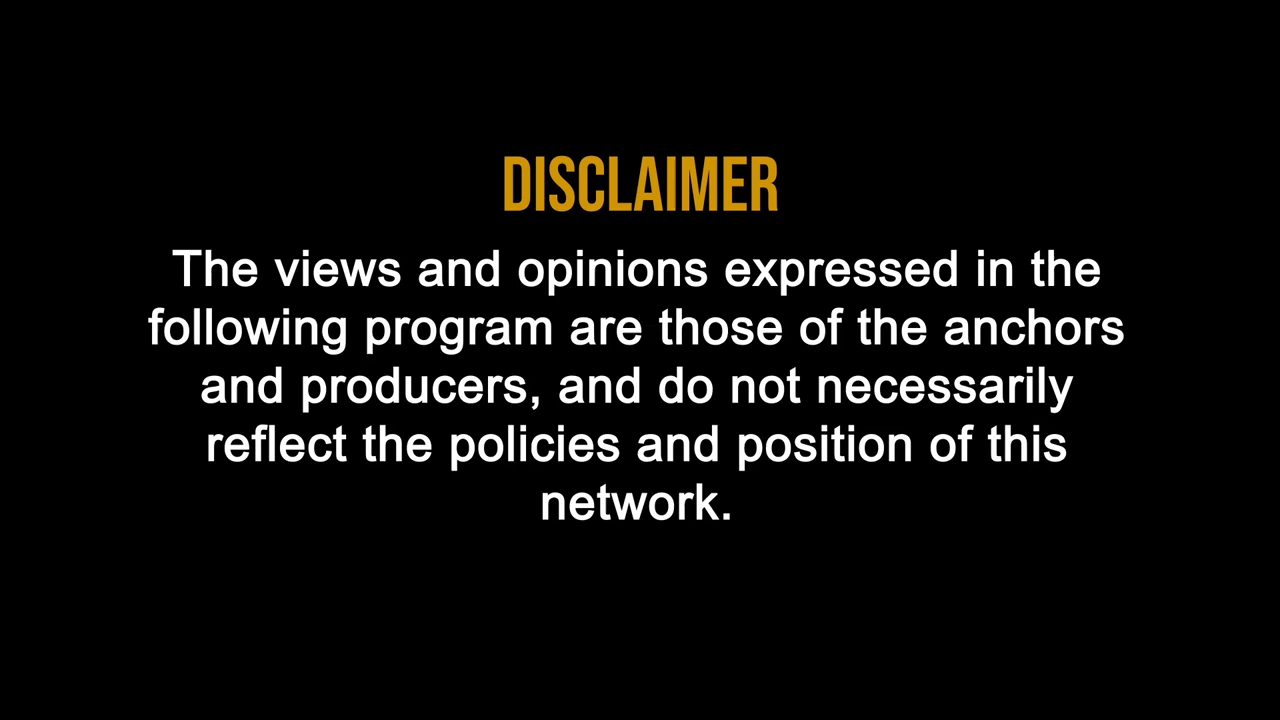 DISCLAIMER
The views and opinions expressed in the
following program are those of the anchors
and producers, and do not necessarily
reflect the policies and position of this
network.